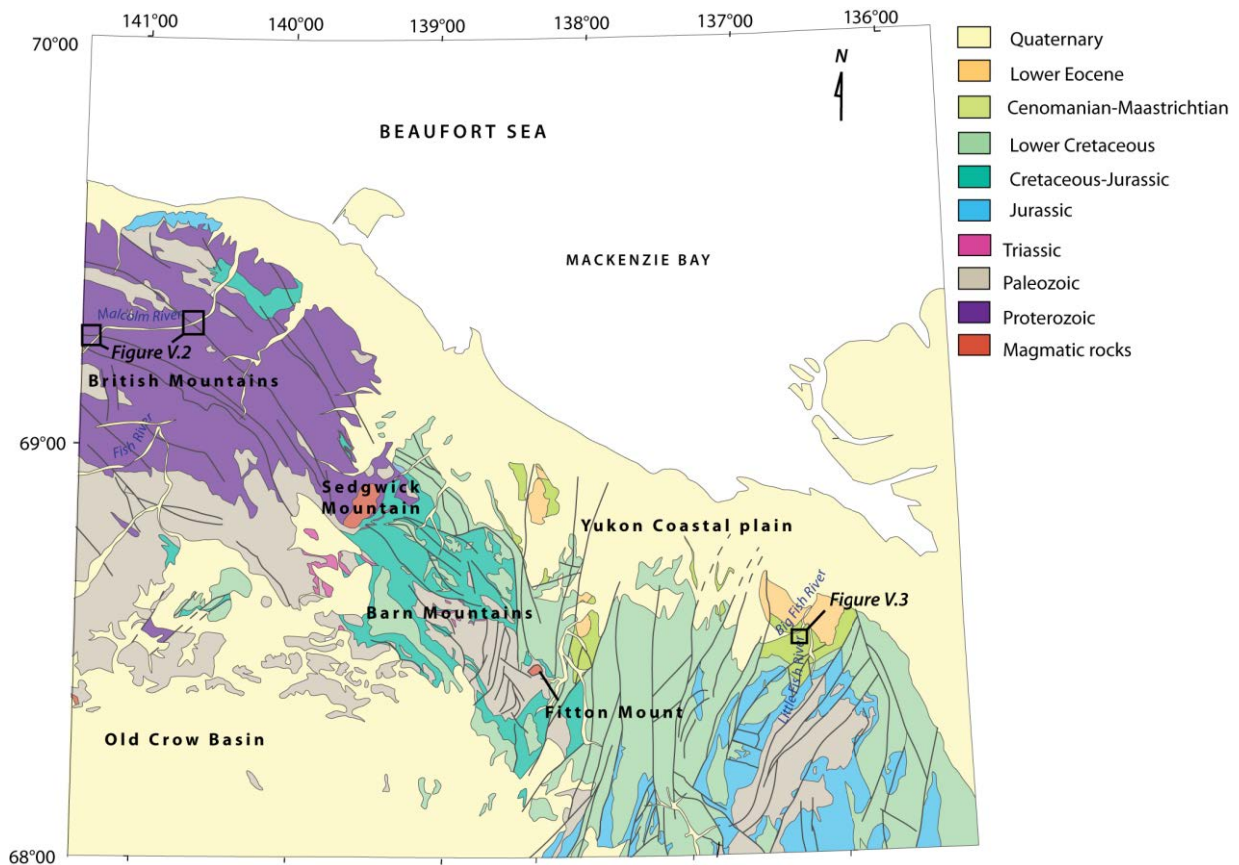 141°00
140°00
139°00
138°00
137°00
136°00
70°00
N
BEAUFORT SEA
MACKENZIE BAY
Malcolm River
Figure V.2
British Mountains
69°00
Fish River
Sedgwick
Mountain
Yukon Coastal plain
Big Fish River
Figure V.3
Barn Mountains
Little Fish River
Fitton Mount
Old Crow Basin
68°00
Quaternary
Lower Eocene
Cenomanian-Maastrichtian
Lower Cretaceous
Cretaceous-Jurassic
Jurassic
Triassic
Paleozoic
Proterozoic
Magmatic rocks